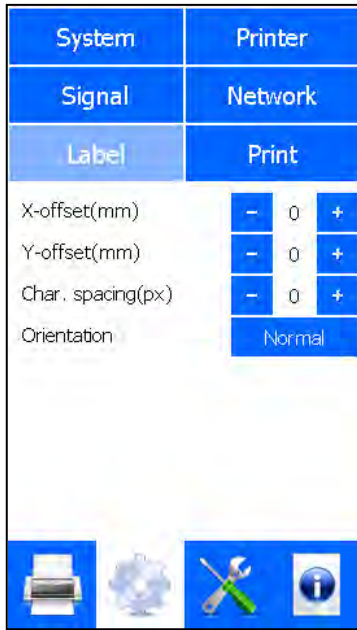 System Printer
Signal Network
Label Print
X-offset(mm) - 0 +
Y-offset(mm) - 0 +
Char. spacing(px) - 0 +
Orientation Normal